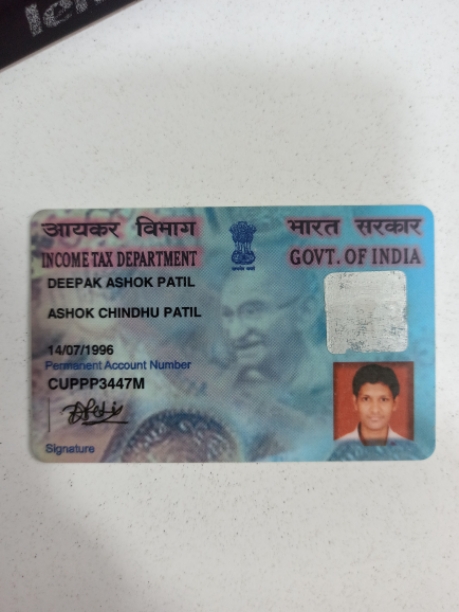 आयकर विभाग
भारत सरकार
INCOME TAX DEPARTMENT
GOVT. OF INDIA
DEEPAK ASHOK PATIL
ASHOK CHINDHU PATIL
14/07/1996
Permanent Account Number
CUPPP3447M
Signature